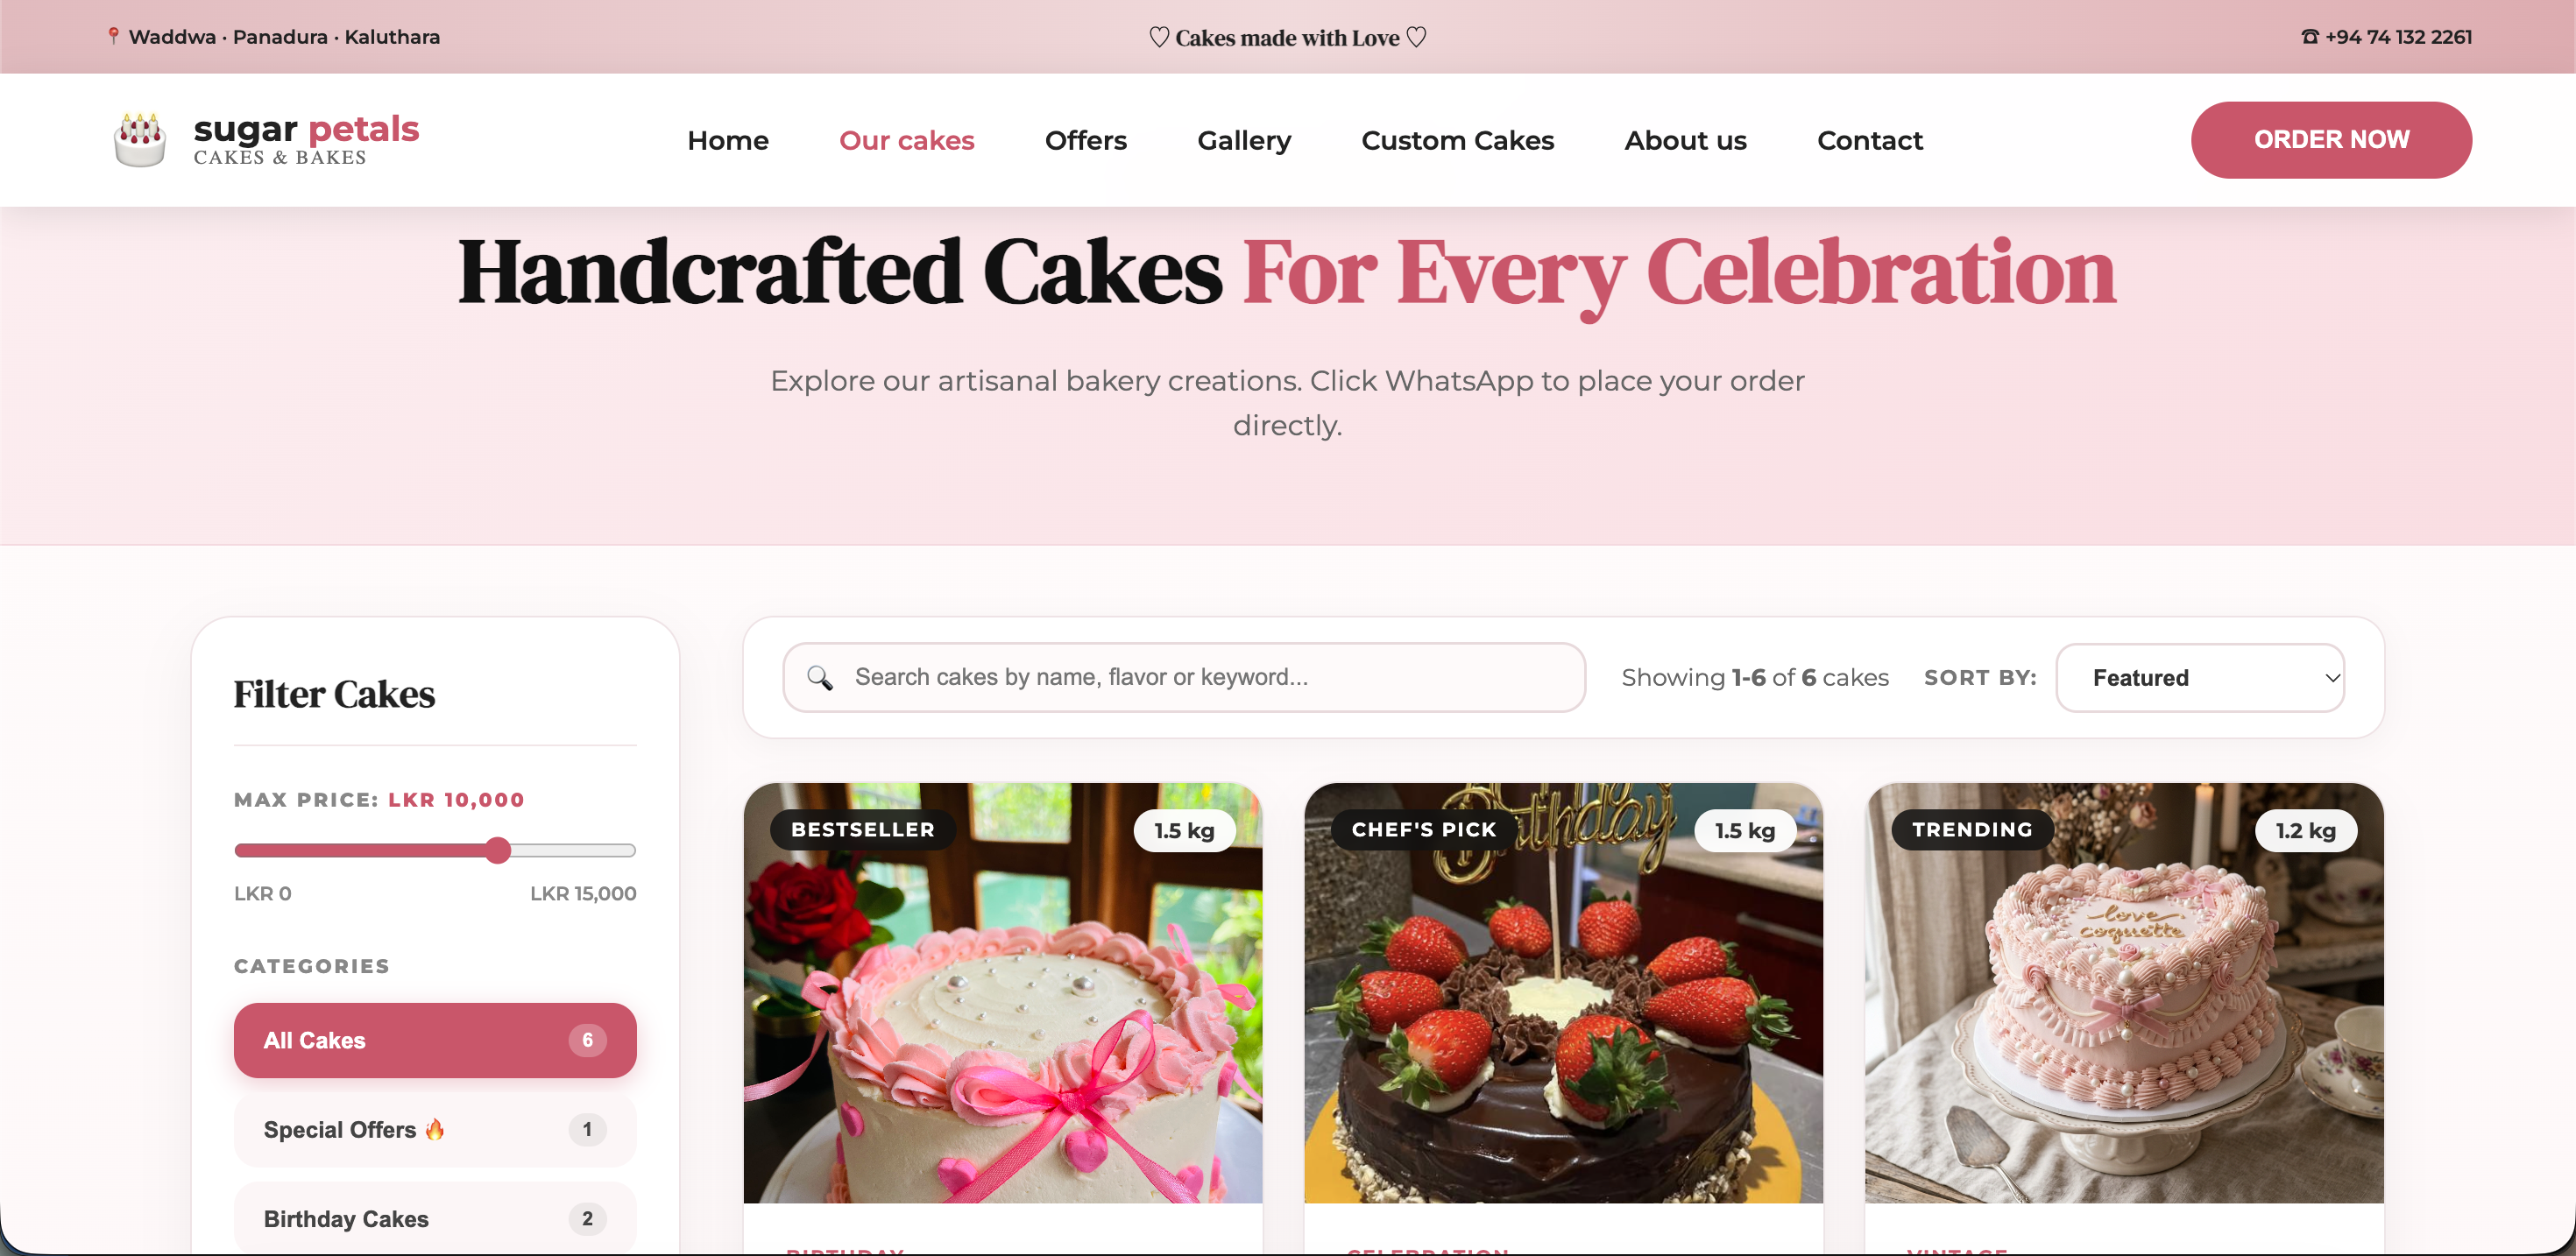 📍 Waddwa · Panadura · Kaluthara
♡ Cakes made with Love ♡
☎ +94 74 132 2261
sugar petals
CAKES & BAKES
Home
Our cakes
Offers
Gallery
Custom Cakes
About us
Contact
ORDER NOW
Handcrafted Cakes For Every Celebration
Explore our artisanal bakery creations. Click WhatsApp to place your order
directly.
Filter Cakes
MAX PRICE: LKR 10,000
LKR 0
LKR 15,000
CATEGORIES
All Cakes 6
Special Offers 🔥 1
Birthday Cakes 2
🔍 Search cakes by name, flavor or keyword...
Showing 1-6 of 6 cakes
SORT BY:
Featured
BESTSELLER
1.5 kg
CHEF'S PICK
1.5 kg
TRENDING
1.2 kg
love
coquette
BIRTHDAY
CELEBRATION
VINTAGE